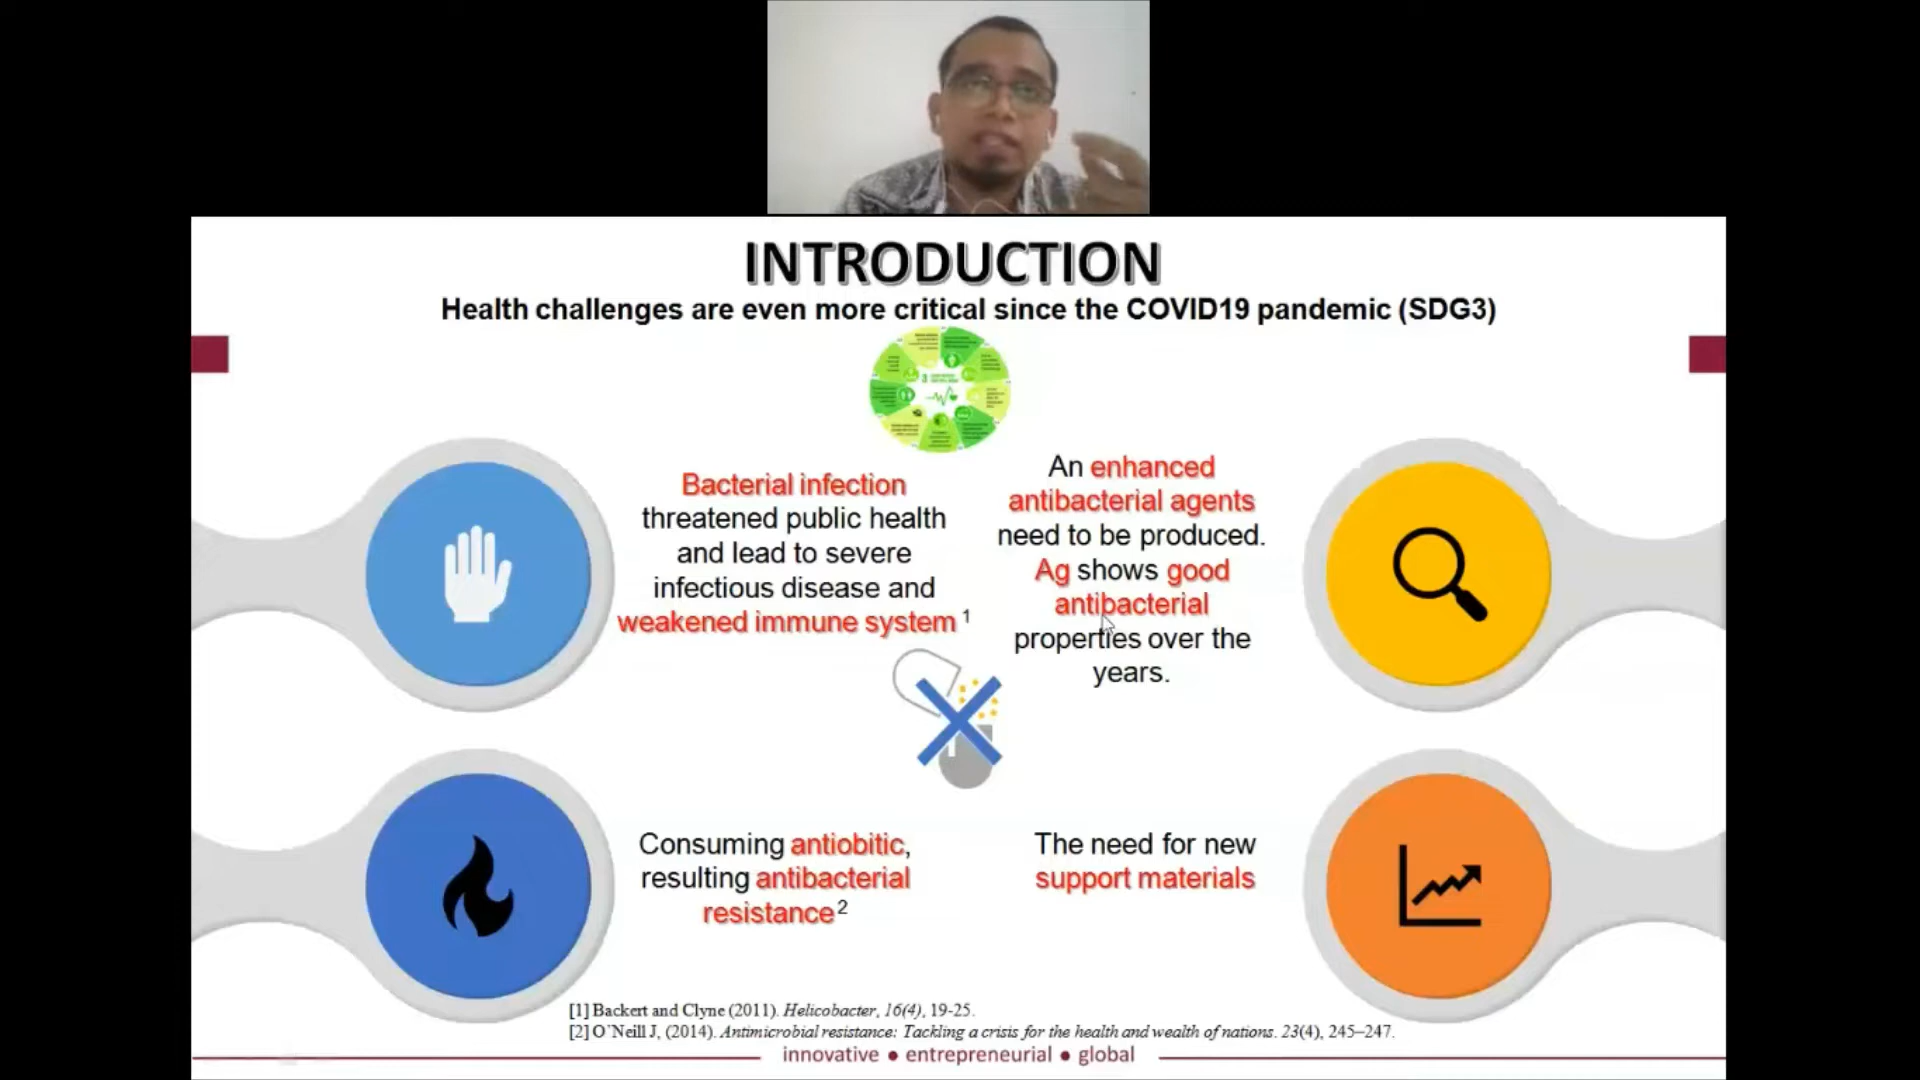 INTRODUCTION
Health challenges are even more critical since the COVID19 pandemic (SDG3)
Bacterial infection
threatened public health
and lead to severe
infectious disease and
weakened immune system 1
An enhanced
antibacterial agents
need to be produced.
Ag shows good
antibacterial
properties over the
years.
Consuming antiobitic,
resulting antibacterial
resistance 2
The need for new
support materials
[1] Backert and Clyne (2011). Helicobacter, 16(4), 19-25.
[2] O'Neill J, (2014). Antimicrobial resistance: Tackling a crisis for the health and wealth of nations. 23(4), 245–247.
innovative ● entrepreneurial ● global